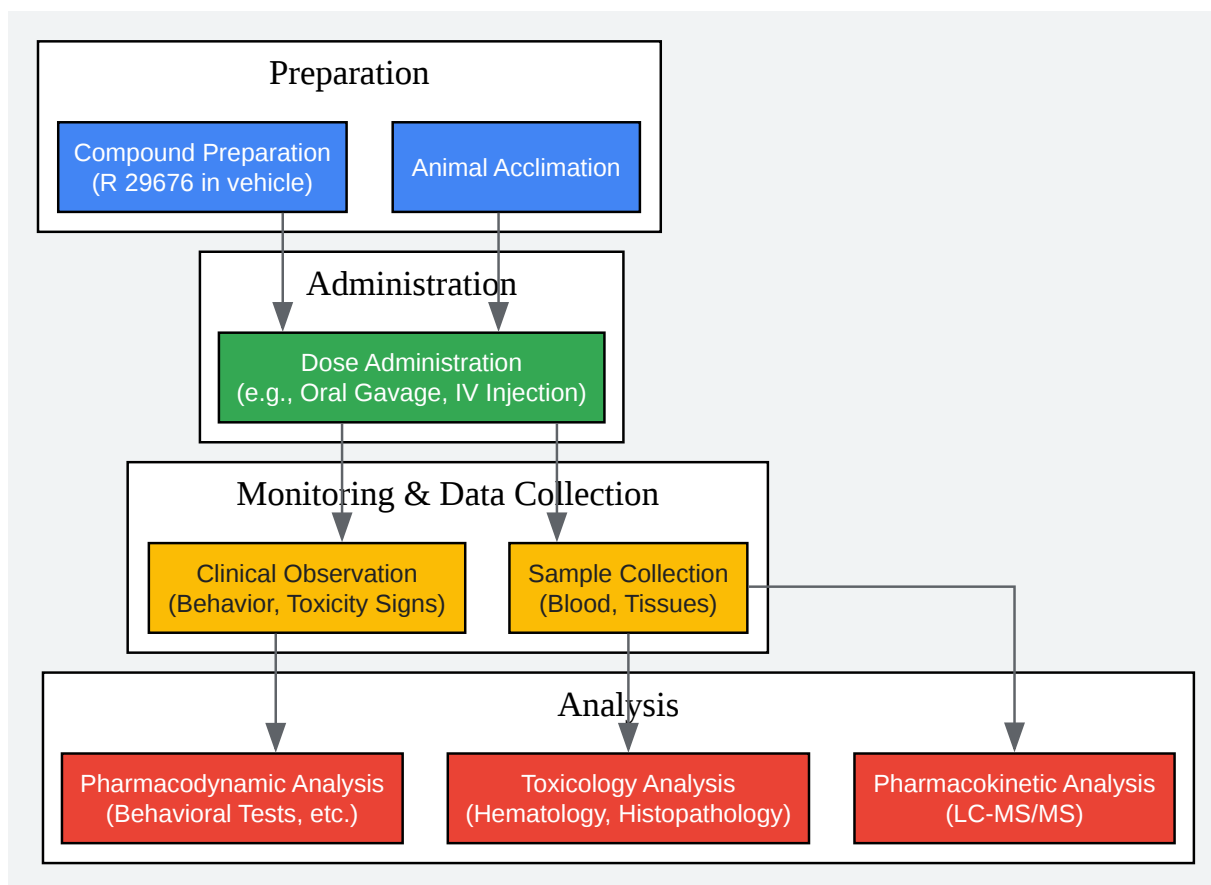 Preparation
Compound Preparation
(R 29676 in vehicle)
Animal Acclimation
Administration
Dose Administration
(e.g., Oral Gavage, IV Injection)
Monitoring & Data Collection
Clinical Observation
(Behavior, Toxicity Signs)
Sample Collection
(Blood, Tissues)
Analysis
Pharmacodynamic Analysis
(Behavioral Tests, etc.)
Toxicology Analysis
(Hematology, Histopathology)
Pharmacokinetic Analysis
(LC-MS/MS)